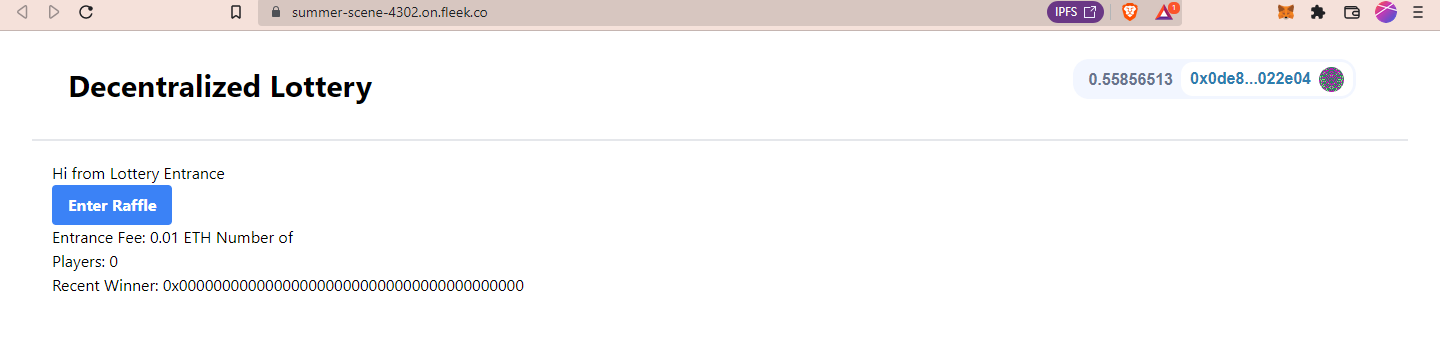 summer-scene-4302.on.fleek.co
IPFS
1
Decentralized Lottery
0.55856513
0x0de8...022e04
Hi from Lottery Entrance
Enter Raffle
Entrance Fee: 0.01 ETH Number of
Players: 0
Recent Winner: 0x0000000000000000000000000000000000000000